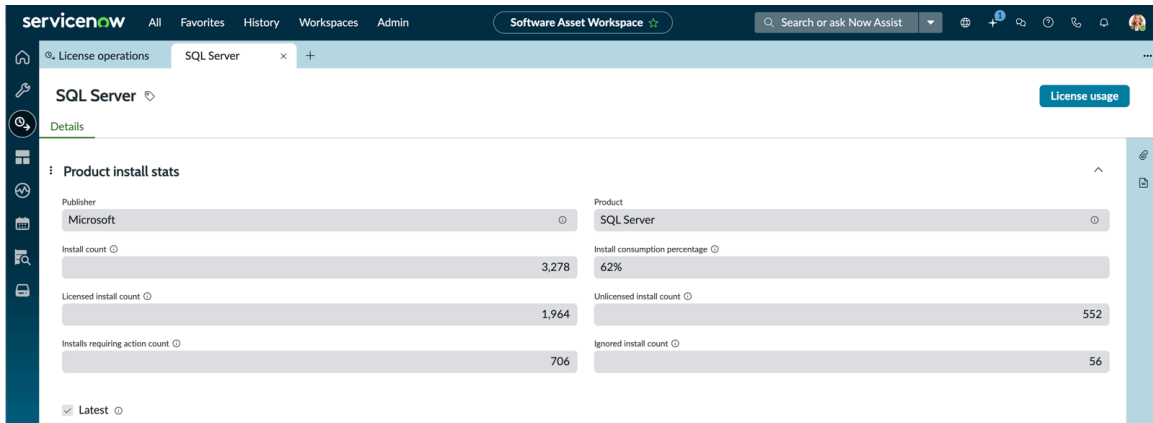 servicenow All Favorites History Workspaces Admin Software Asset Workspace Search or ask Now Assist 1
License operations SQL Server
SQL Server License usage
Details
Product install stats
Publisher Product
Microsoft SQL Server
Install count Install consumption percentage
3,278 62%
Licensed install count Unlicensed install count
1,964 552
Installs requiring action count Ignored install count
706 56
Latest